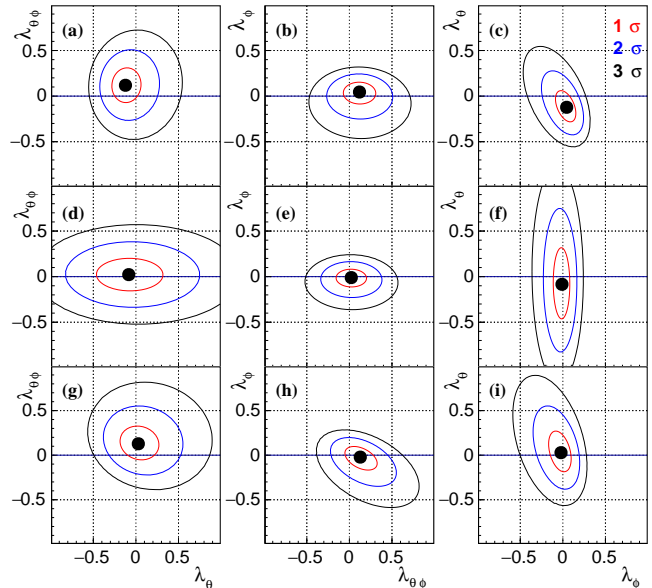 λθφ (a) 0.5 0 −0.5
λφ (b) 0.5 0 −0.5
λθ (c) 1 σ 0.5 0 −0.5
2 σ
3 σ
λθφ (d) 0.5 0 −0.5
λφ (e) 0.5 0 −0.5
λθ (f) 0.5 0 −0.5
λθφ (g) 0.5 0 −0.5
λφ (h) 0.5 0 −0.5
λθ (i) 0.5 0 −0.5
−0.5 0 0.5 −0.5 0 0.5 −0.5 0 0.5
λθ λθφ λφ